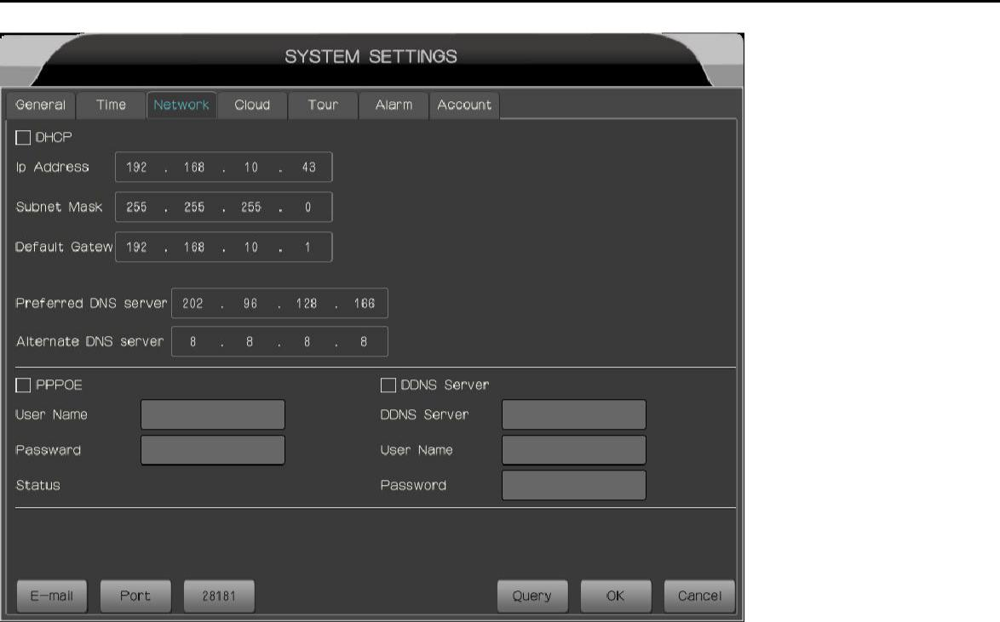 SYSTEM SETTINGS
General Time Network Cloud Tour Alarm Account
DHCP
Ip Address 192 . 168 . 10 . 43
Subnet Mask 255 . 255 . 255 . 0
Default Gatew 192 . 168 . 10 . 1
Preferred DNS server 202 . 96 . 128 . 166
Alternate DNS server 8 . 8 . 8 . 8
PPPOE DDNS Server
User Name DDNS Server
Passward User Name
Status Password
E-mail Port 28181 Query OK Cancel